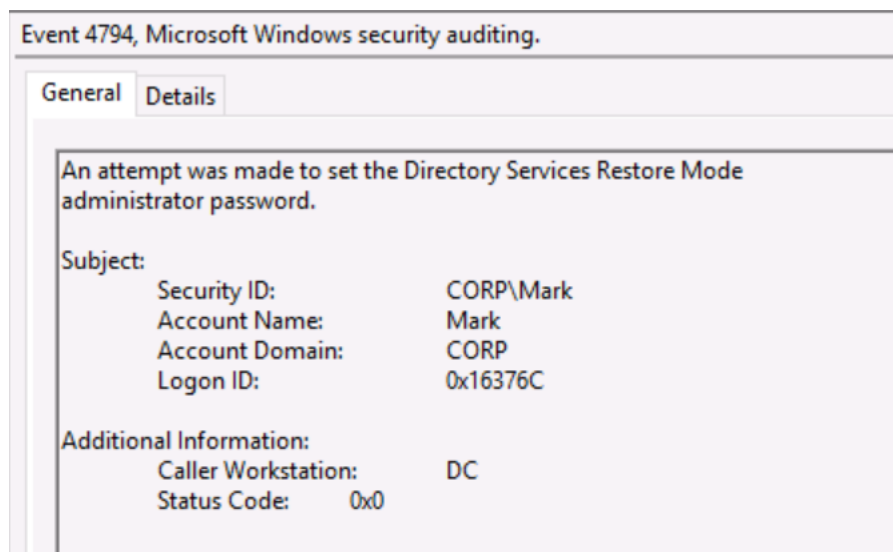 Event 4794, Microsoft Windows security auditing.
General Details
An attempt was made to set the Directory Services Restore Mode
administrator password.
Subject:
Security ID: CORP\Mark
Account Name: Mark
Account Domain: CORP
Logon ID: 0x16376C
Additional Information:
Caller Workstation: DC
Status Code: 0x0